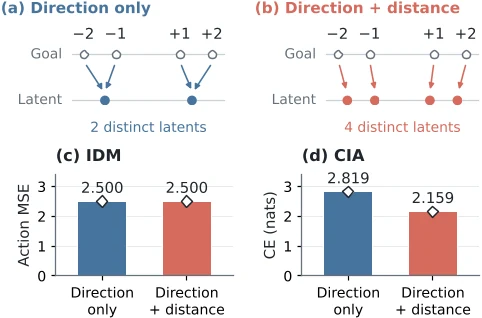 (a) Direction only
−2 −1 +1 +2
Goal
Latent
2 distinct latents
(b) Direction + distance
−2 −1 +1 +2
Goal
Latent
4 distinct latents
(c) IDM
Action MSE
3
2
1
0
2.500 2.500
Direction
only
Direction
+ distance
(d) CIA
CE (nats)
3
2
1
0
2.819
2.159
Direction
only
Direction
+ distance